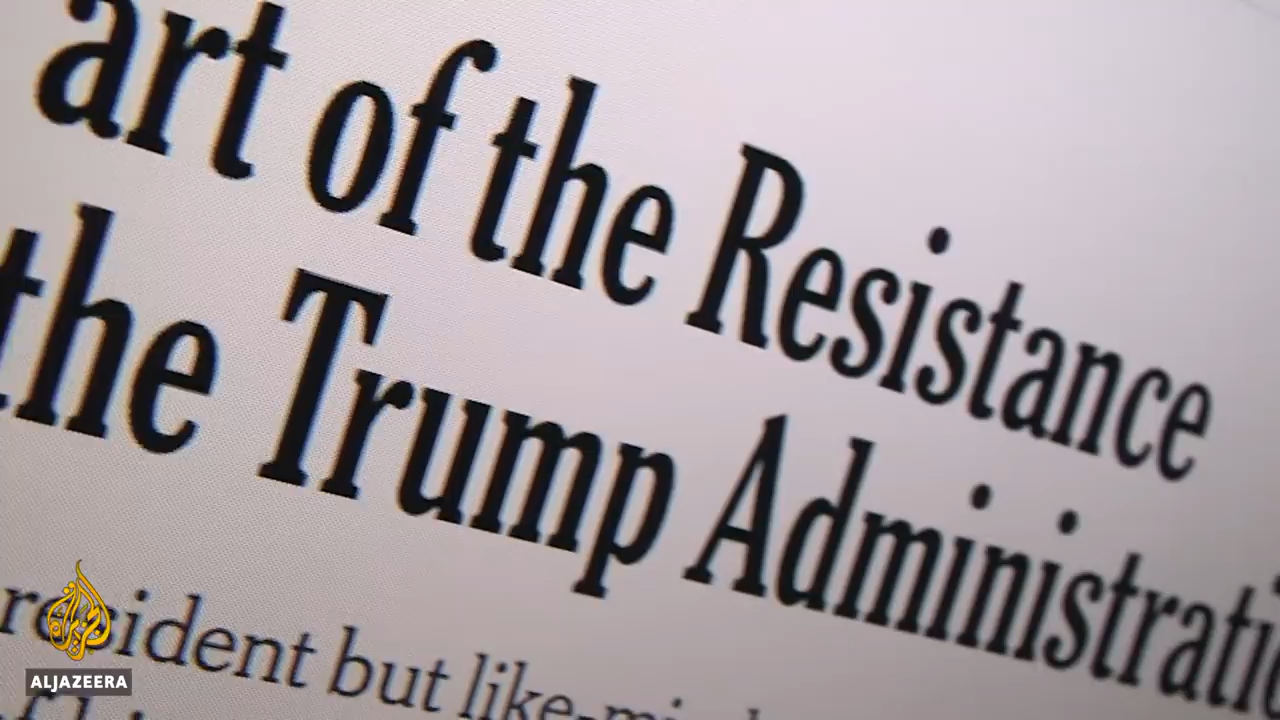 art of the Resistance
the Trump Administrati
resident but like-mi
ALJAZEERA